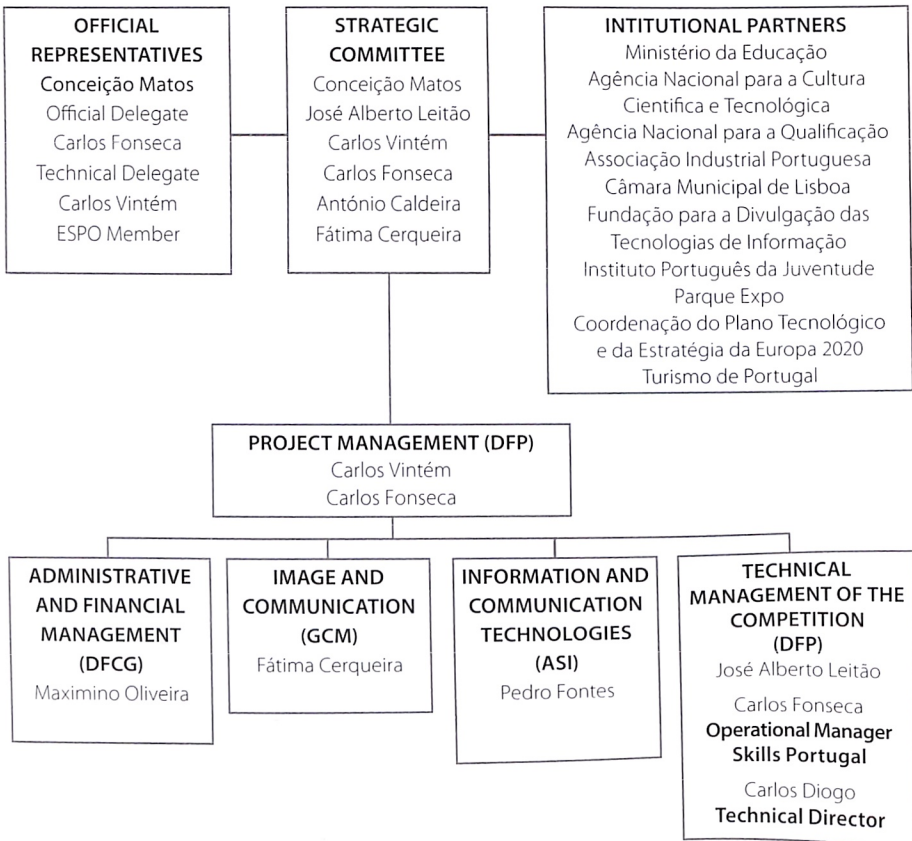 OFFICIAL
REPRESENTATIVES
Conceição Matos
Official Delegate
Carlos Fonseca
Technical Delegate
Carlos Vintém
ESPO Member
STRATEGIC
COMMITTEE
Conceição Matos
José Alberto Leitão
Carlos Vintém
Carlos Fonseca
António Caldeira
Fátima Cerqueira
INTITUTIONAL PARTNERS
Ministério da Educação
Agência Nacional para a Cultura
Cientifica e Tecnológica
Agência Nacional para a Qualificação
Associação Industrial Portuguesa
Câmara Municipal de Lisboa
Fundação para a Divulgação das
Tecnologias de Informação
Instituto Português da Juventude
Parque Expo
Coordenação do Plano Tecnológico
e da Estratégia da Europa 2020
Turismo de Portugal
PROJECT MANAGEMENT (DFP)
Carlos Vintém
Carlos Fonseca
ADMINISTRATIVE
AND FINANCIAL
MANAGEMENT
(DFCG)
Maximino Oliveira
IMAGE AND
COMMUNICATION
(GCM)
Fátima Cerqueira
INFORMATION AND
COMMUNICATION
TECHNOLOGIES
(ASI)
Pedro Fontes
TECHNICAL
MANAGEMENT OF THE
COMPETITION
(DFP)
José Alberto Leitão
Carlos Fonseca
Operational Manager
Skills Portugal
Carlos Diogo
Technical Director